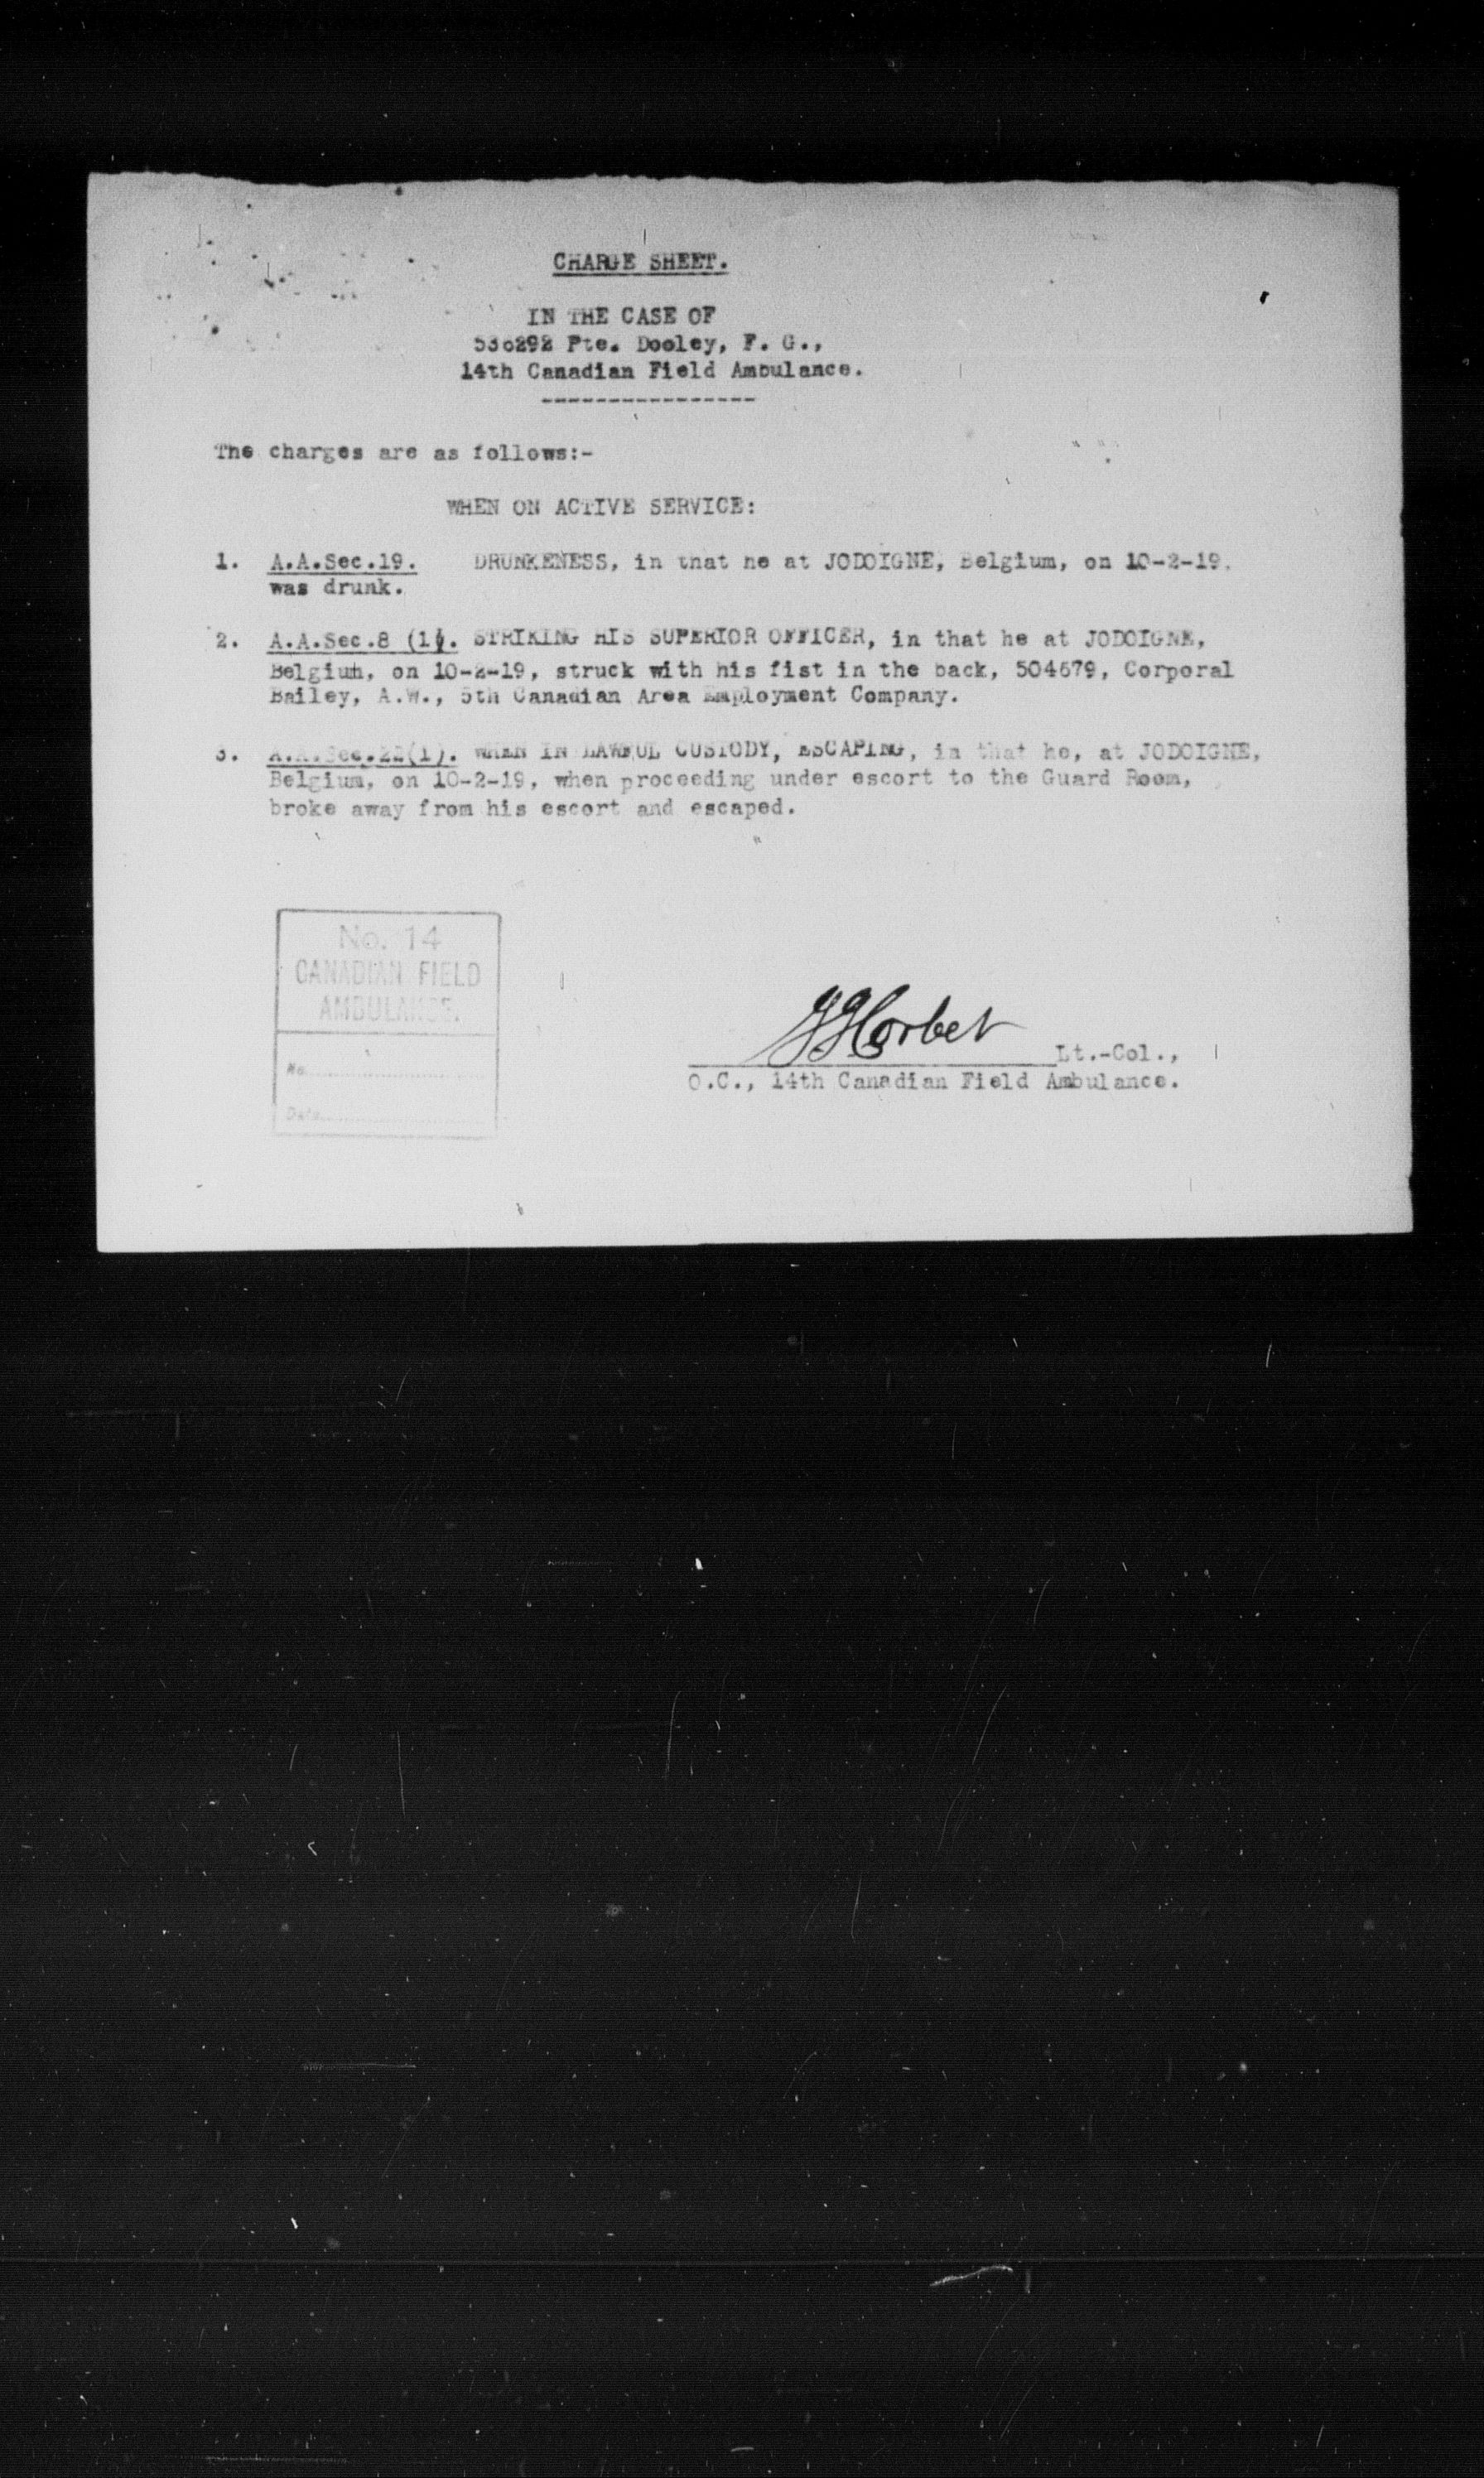 CHARGE SHEET.
IN THE CASE OF
536292 Pte. Dooley, F. G.,
14th Canadian Field Ambulance.
----------------
The charges are as follows:-
WHEN ON ACTIVE SERVICE:
1. A.A.Sec.19. DRUNKENESS, in that he at JODOIGNE, Belgium, on 10-2-19.
was drunk.
2. A.A.Sec.8 (1). STRIKING HIS SUPERIOR OFFICER, in that he at JODOIGNE,
Belgium, on 10-2-19, struck with his fist in the back, 504679, Corporal
Bailey, A.W., 5th Canadian Area Employment Company.
3. A.A.Sec.22(1). WHEN IN LAWFUL CUSTODY, ESCAPING, in that he, at JODOIGNE,
Belgium, on 10-2-19, when proceeding under escort to the Guard Room,
broke away from his escort and escaped.
No. 14
CANADIAN FIELD
AMBULANCE.
No.
Date
Corbet Lt.-Col.,
O.C., 14th Canadian Field Ambulance.